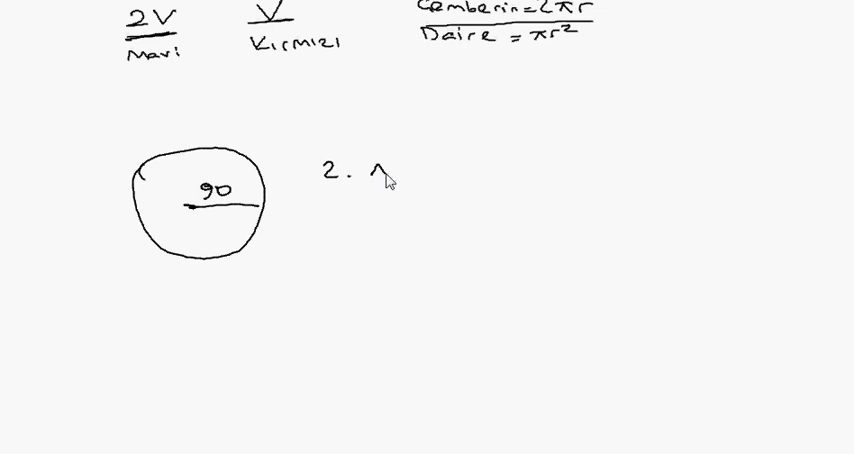 2V V Çemberin = 2πr
Mavi Kırmızı Daire = πr²
90 2.